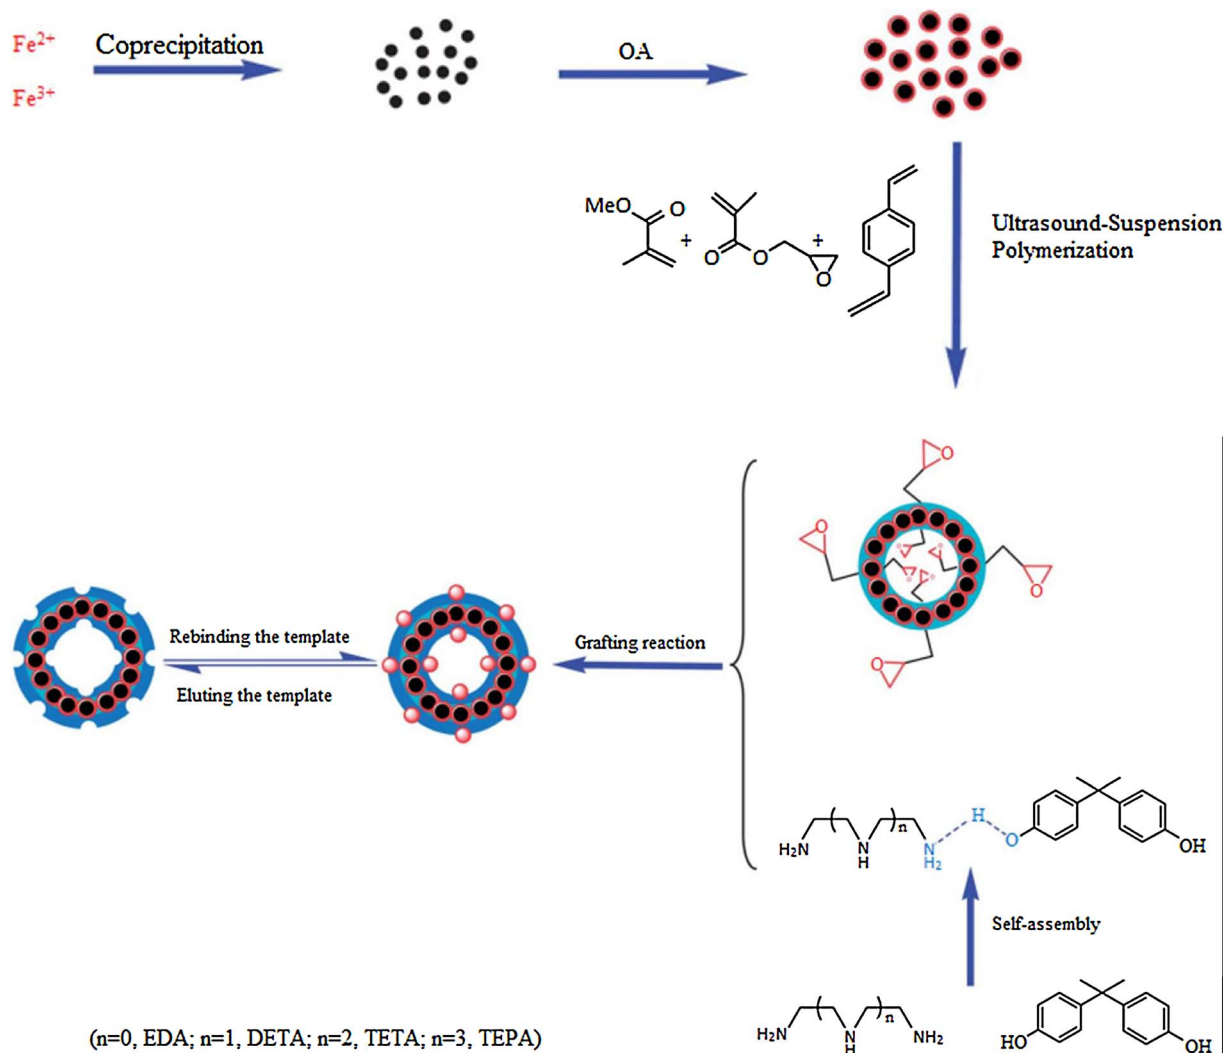 Fe2+
Coprecipitation
OA
Fe3+
MeO
O
+
O
O
O
+
Ultrasound-Suspension
Polymerization
O
O
O
O
O
O
O
O
Rebinding the template
Eluting the template
Grafting reaction
H2N
N
H
n
N
H2
H
O
OH
Self-assembly
H2N
N
H
n
NH2
HO
OH
(n=0, EDA; n=1, DETA; n=2, TETA; n=3, TEPA)